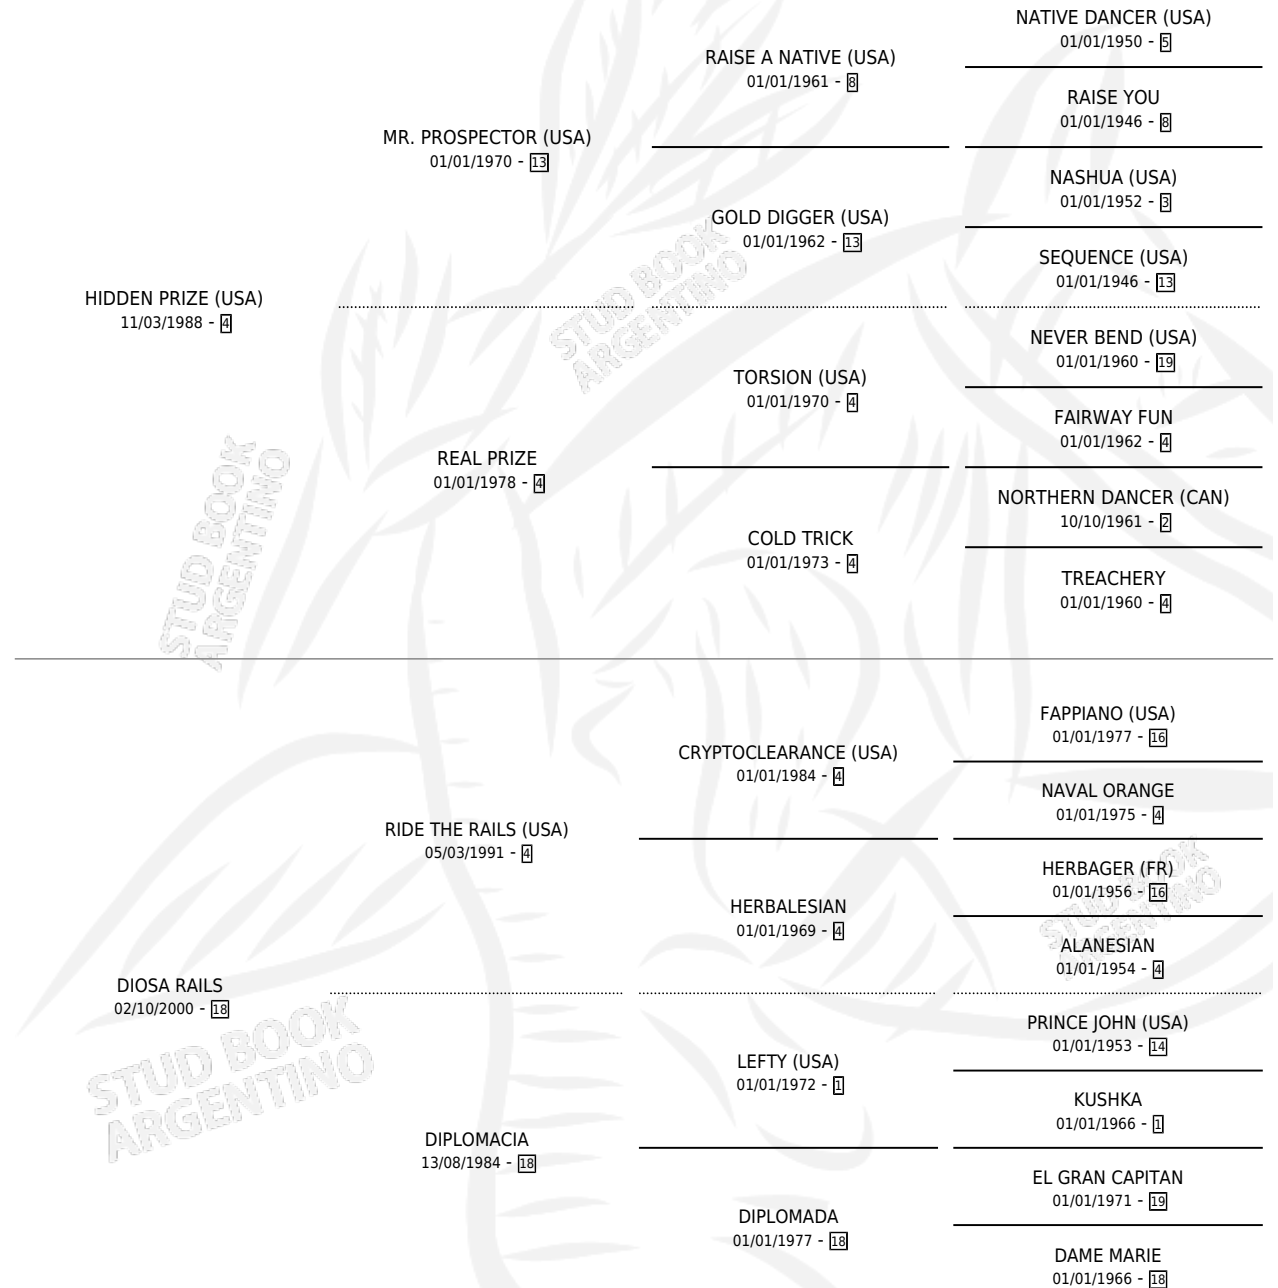 NATIVE DANCER (USA)
01/01/1950 - 5
RAISE A NATIVE (USA)
01/01/1961 - 8
RAISE YOU
01/01/1946 - 8
MR. PROSPECTOR (USA)
01/01/1970 - 13
NASHUA (USA)
01/01/1952 - 3
GOLD DIGGER (USA)
01/01/1962 - 13
SEQUENCE (USA)
01/01/1946 - 13
HIDDEN PRIZE (USA)
11/03/1988 - 4
NEVER BEND (USA)
01/01/1960 - 19
TORSION (USA)
01/01/1970 - 4
FAIRWAY FUN
01/01/1962 - 4
REAL PRIZE
01/01/1978 - 4
NORTHERN DANCER (CAN)
10/10/1961 - 2
COLD TRICK
01/01/1973 - 4
TREACHERY
01/01/1960 - 4
FAPPIANO (USA)
01/01/1977 - 16
CRYPTOCLEARANCE (USA)
01/01/1984 - 4
NAVAL ORANGE
01/01/1975 - 4
RIDE THE RAILS (USA)
05/03/1991 - 4
HERBAGER (FR)
01/01/1956 - 16
HERBALESIAN
01/01/1969 - 4
ALANESIAN
01/01/1954 - 4
DIOSA RAILS
02/10/2000 - 18
PRINCE JOHN (USA)
01/01/1953 - 14
LEFTY (USA)
01/01/1972 - 1
KUSHKA
01/01/1966 - 1
DIPLOMACIA
13/08/1984 - 18
EL GRAN CAPITAN
01/01/1971 - 19
DIPLOMADA
01/01/1977 - 18
DAME MARIE
01/01/1966 - 18
STUD BOOK
ARGENTINO
STUD BOOK
ARGENTINO
STUD BOOK
ARGENTINO
STUD BOOK
ARGENTINO